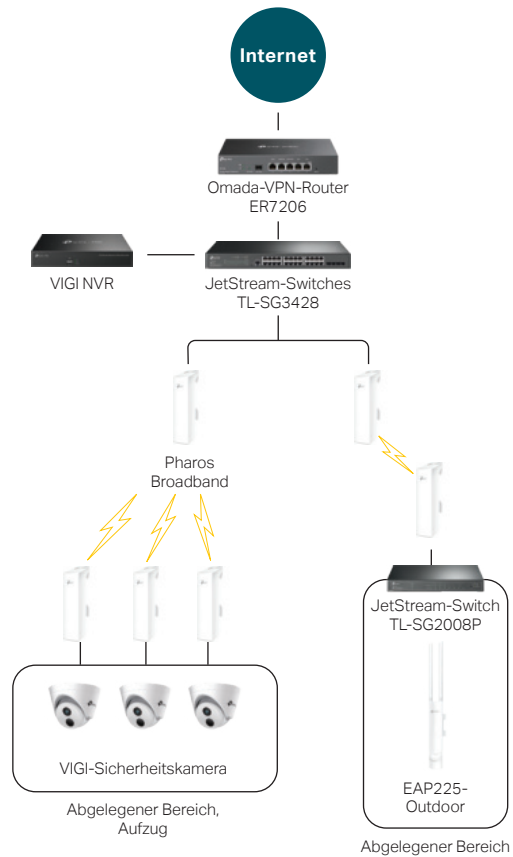 Internet
Omada-VPN-Router
ER7206
VIGI NVR
JetStream-Switches
TL-SG3428
Pharos
Broadband
JetStream-Switch
TL-SG2008P
VIGI-Sicherheitskamera
EAP225-
Outdoor
Abgelegener Bereich,
Aufzug
Abgelegener Bereich